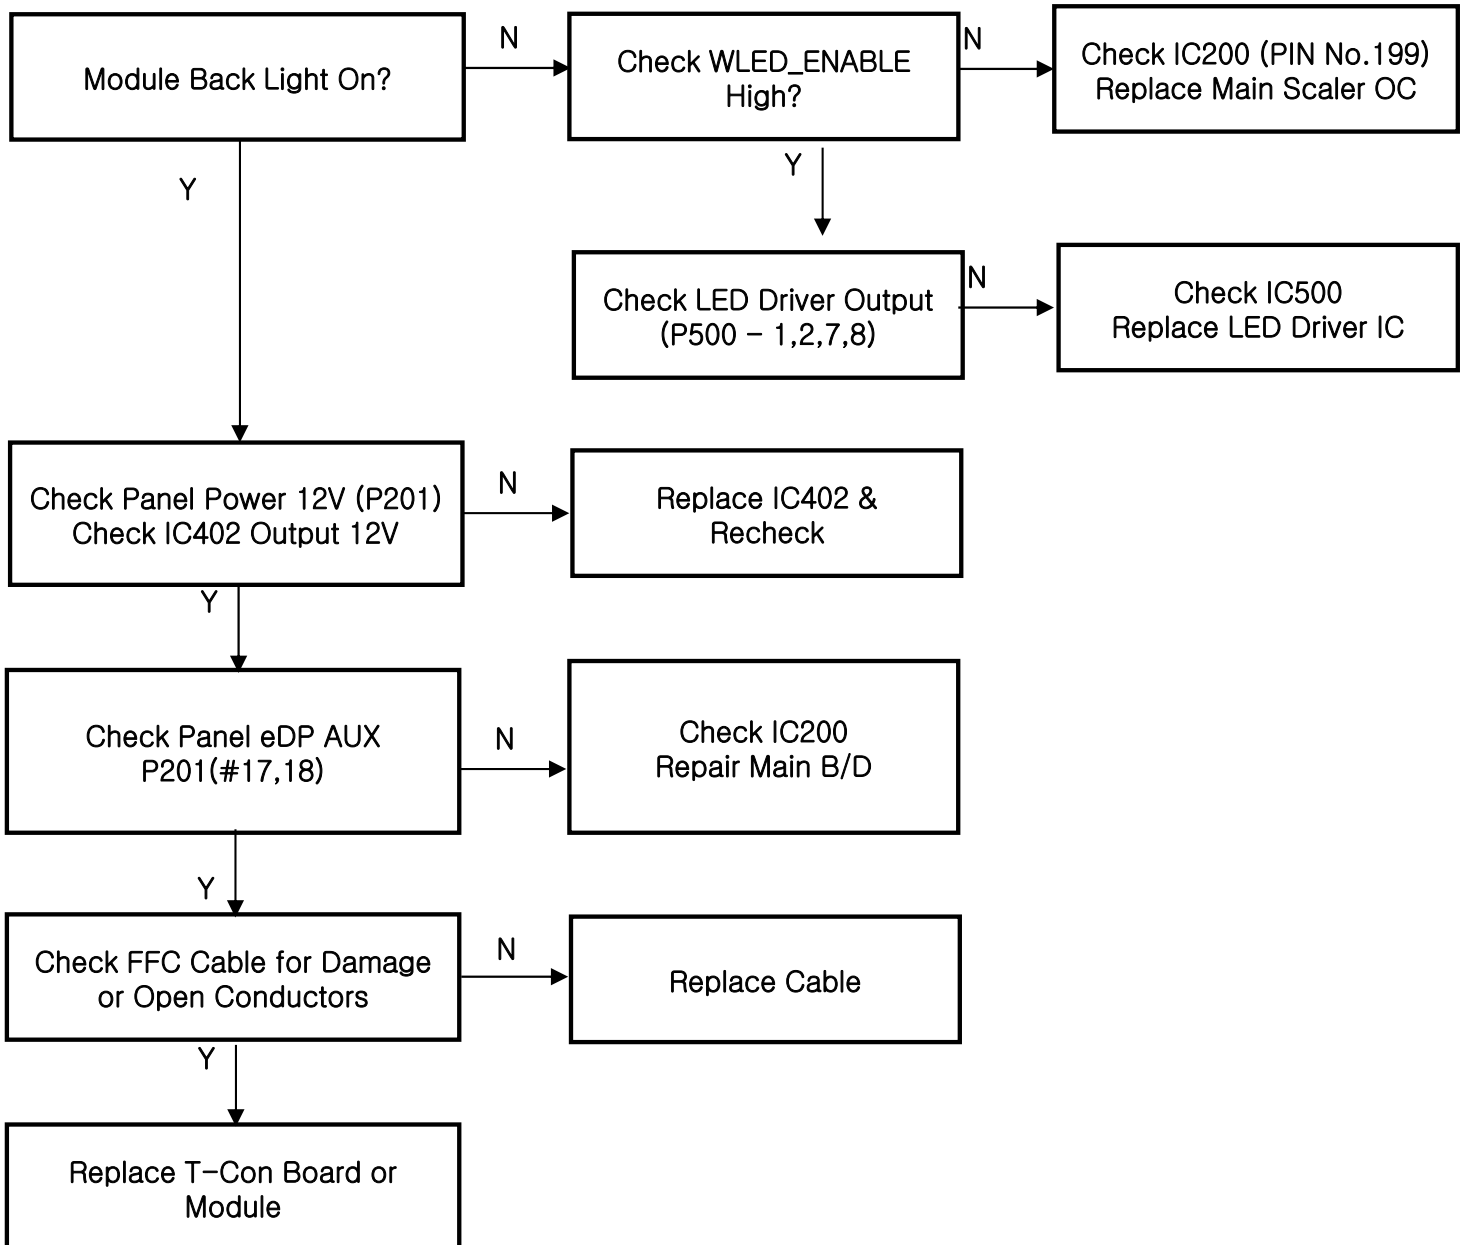 Module Back Light On?
N
Check WLED_ENABLE
High?
N
Check IC200 (PIN No.199)
Replace Main Scaler OC
Y
Y
Check LED Driver Output
(P500 - 1,2,7,8)
N
Check IC500
Replace LED Driver IC
Check Panel Power 12V (P201)
Check IC402 Output 12V
N
Replace IC402 &
Recheck
Y
Check Panel eDP AUX
P201(#17,18)
N
Check IC200
Repair Main B/D
Y
Check FFC Cable for Damage
or Open Conductors
N
Replace Cable
Y
Replace T-Con Board or
Module